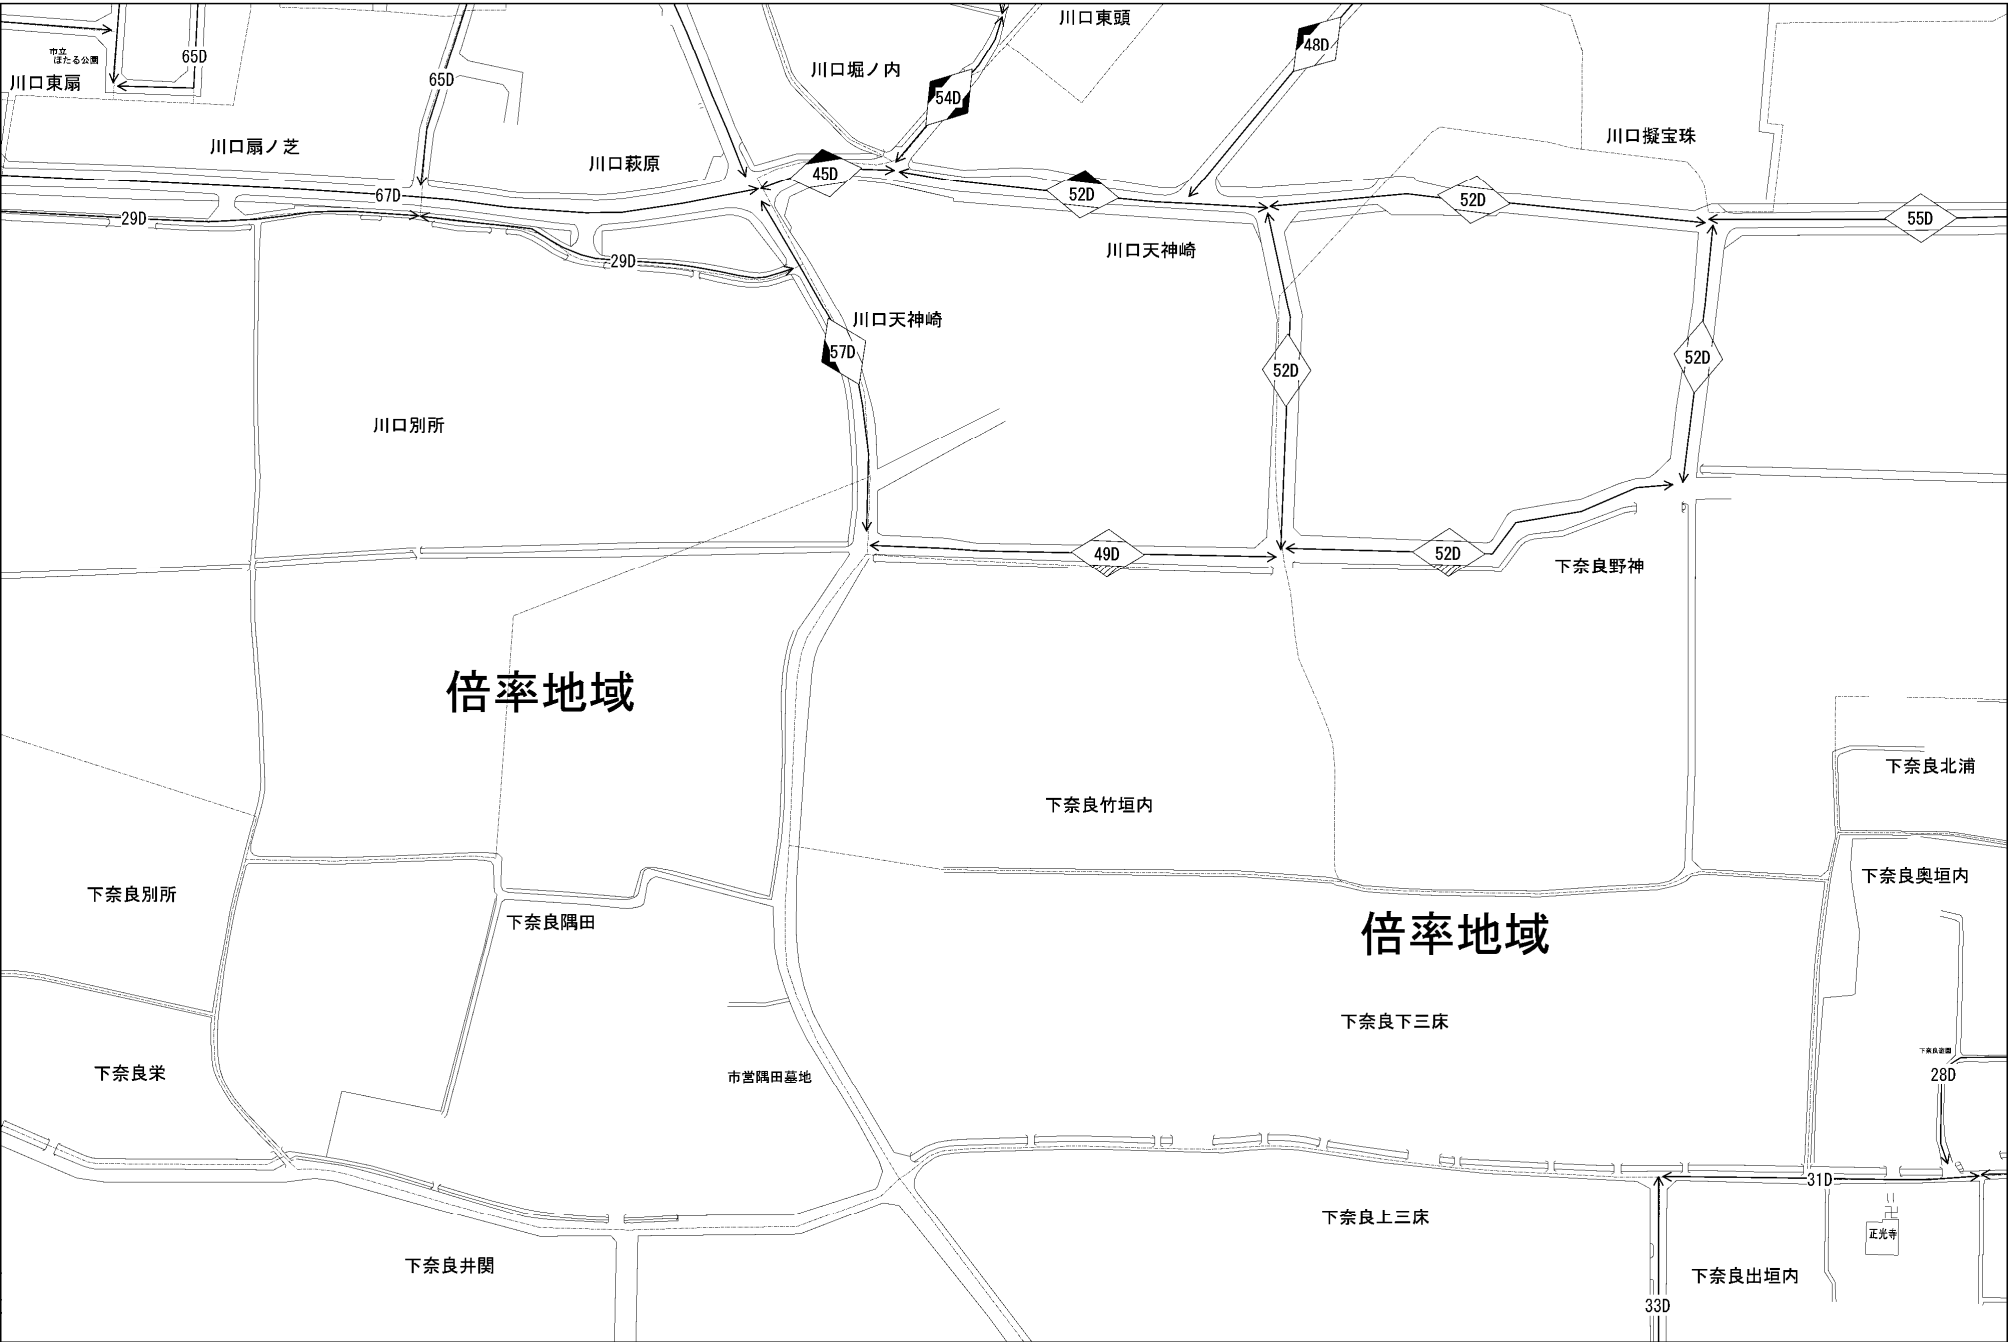 川口東頭
48D
市立
ほたる公園
65D
川口東扇
65D
川口堀ノ内
54D
川口扇ノ芝
川口萩原
川口擬宝珠
45D
67D
52D
52D
29D
55D
29D
川口天神崎
川口天神崎
57D
52D
52D
川口別所
49D
52D
下奈良野神
倍率地域
下奈良北浦
下奈良竹垣内
下奈良別所
下奈良隅田
下奈良奥垣内
倍率地域
下奈良下三床
下奈良遊園
下奈良栄
市営隅田墓地
28D
31D
下奈良上三床
正光寺
下奈良井関
下奈良出垣内
33D